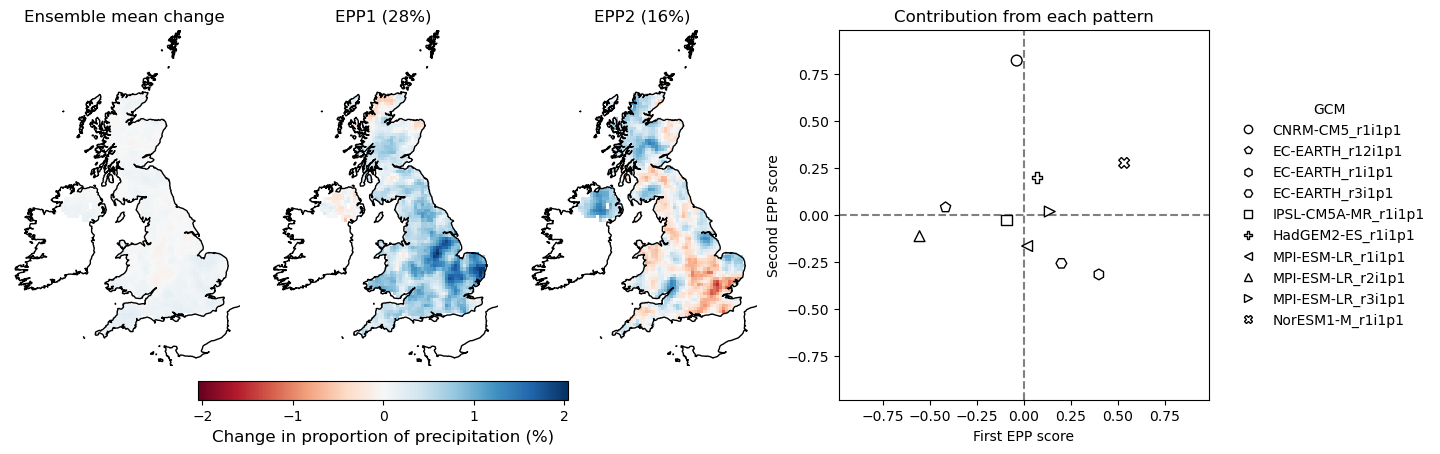 Ensemble mean change
EPP1 (28%)
EPP2 (16%)
−2
−1
0
1
2
Change in proportion of precipitation (%)
Contribution from each pattern
Second EPP score
0.75
0.50
0.25
0.00
−0.25
−0.50
−0.75
−0.75
−0.50
−0.25
0.00
0.25
0.50
0.75
First EPP score
GCM
CNRM-CM5_r1i1p1
EC-EARTH_r12i1p1
EC-EARTH_r1i1p1
EC-EARTH_r3i1p1
IPSL-CM5A-MR_r1i1p1
HadGEM2-ES_r1i1p1
MPI-ESM-LR_r1i1p1
MPI-ESM-LR_r2i1p1
MPI-ESM-LR_r3i1p1
NorESM1-M_r1i1p1